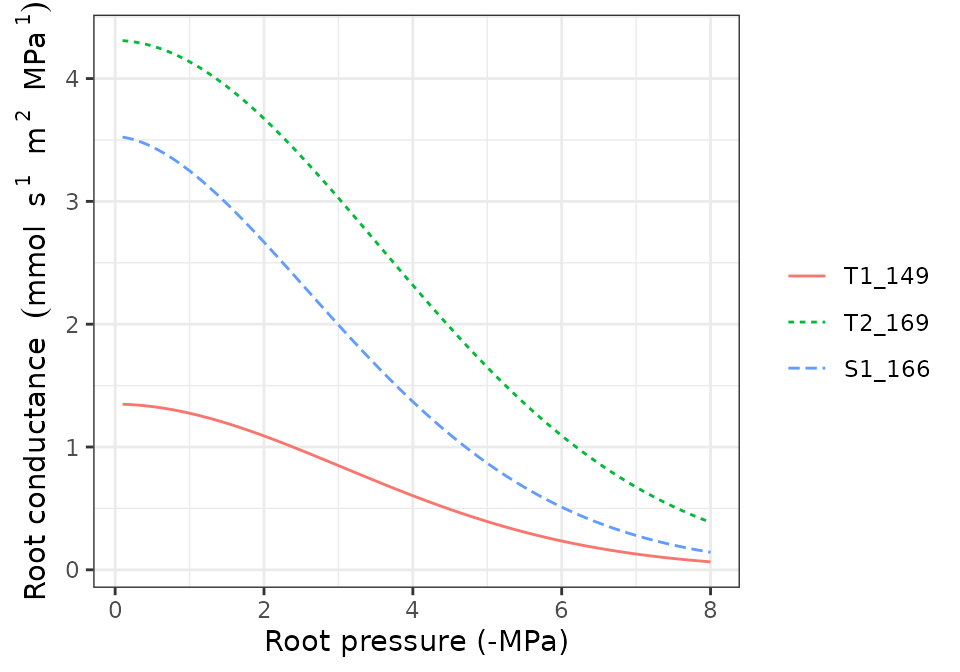 Root conductance (mmol s¹ m² MPa¹)
4
3
2
1
0
0 2 4 6 8
Root pressure (-MPa)
T1_149
T2_169
S1_166